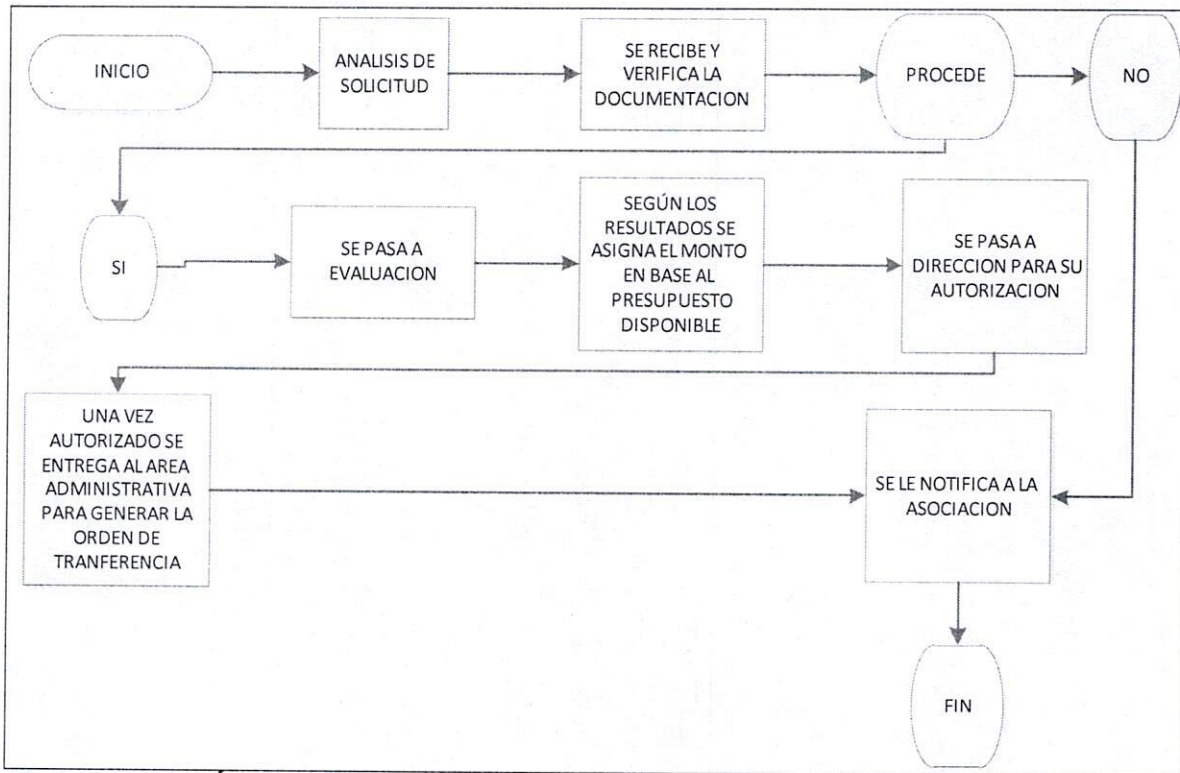 INICIO
ANALISIS DE
SOLICITUD
SE RECIBE Y
VERIFICA LA
DOCUMENTACION
PROCEDE
NO
SI
SE PASA A
EVALUACION
SEGÚN LOS
RESULTADOS SE
ASIGNA EL MONTO
EN BASE AL
PRESUPUESTO
DISPONIBLE
SE PASA A
DIRECCION PARA SU
AUTORIZACION
UNA VEZ
AUTORIZADO SE
ENTREGA AL AREA
ADMINISTRATIVA
PARA GENERAR LA
ORDEN DE
TRANFERENCIA
SE LE NOTIFICA A LA
ASOCIACION
FIN